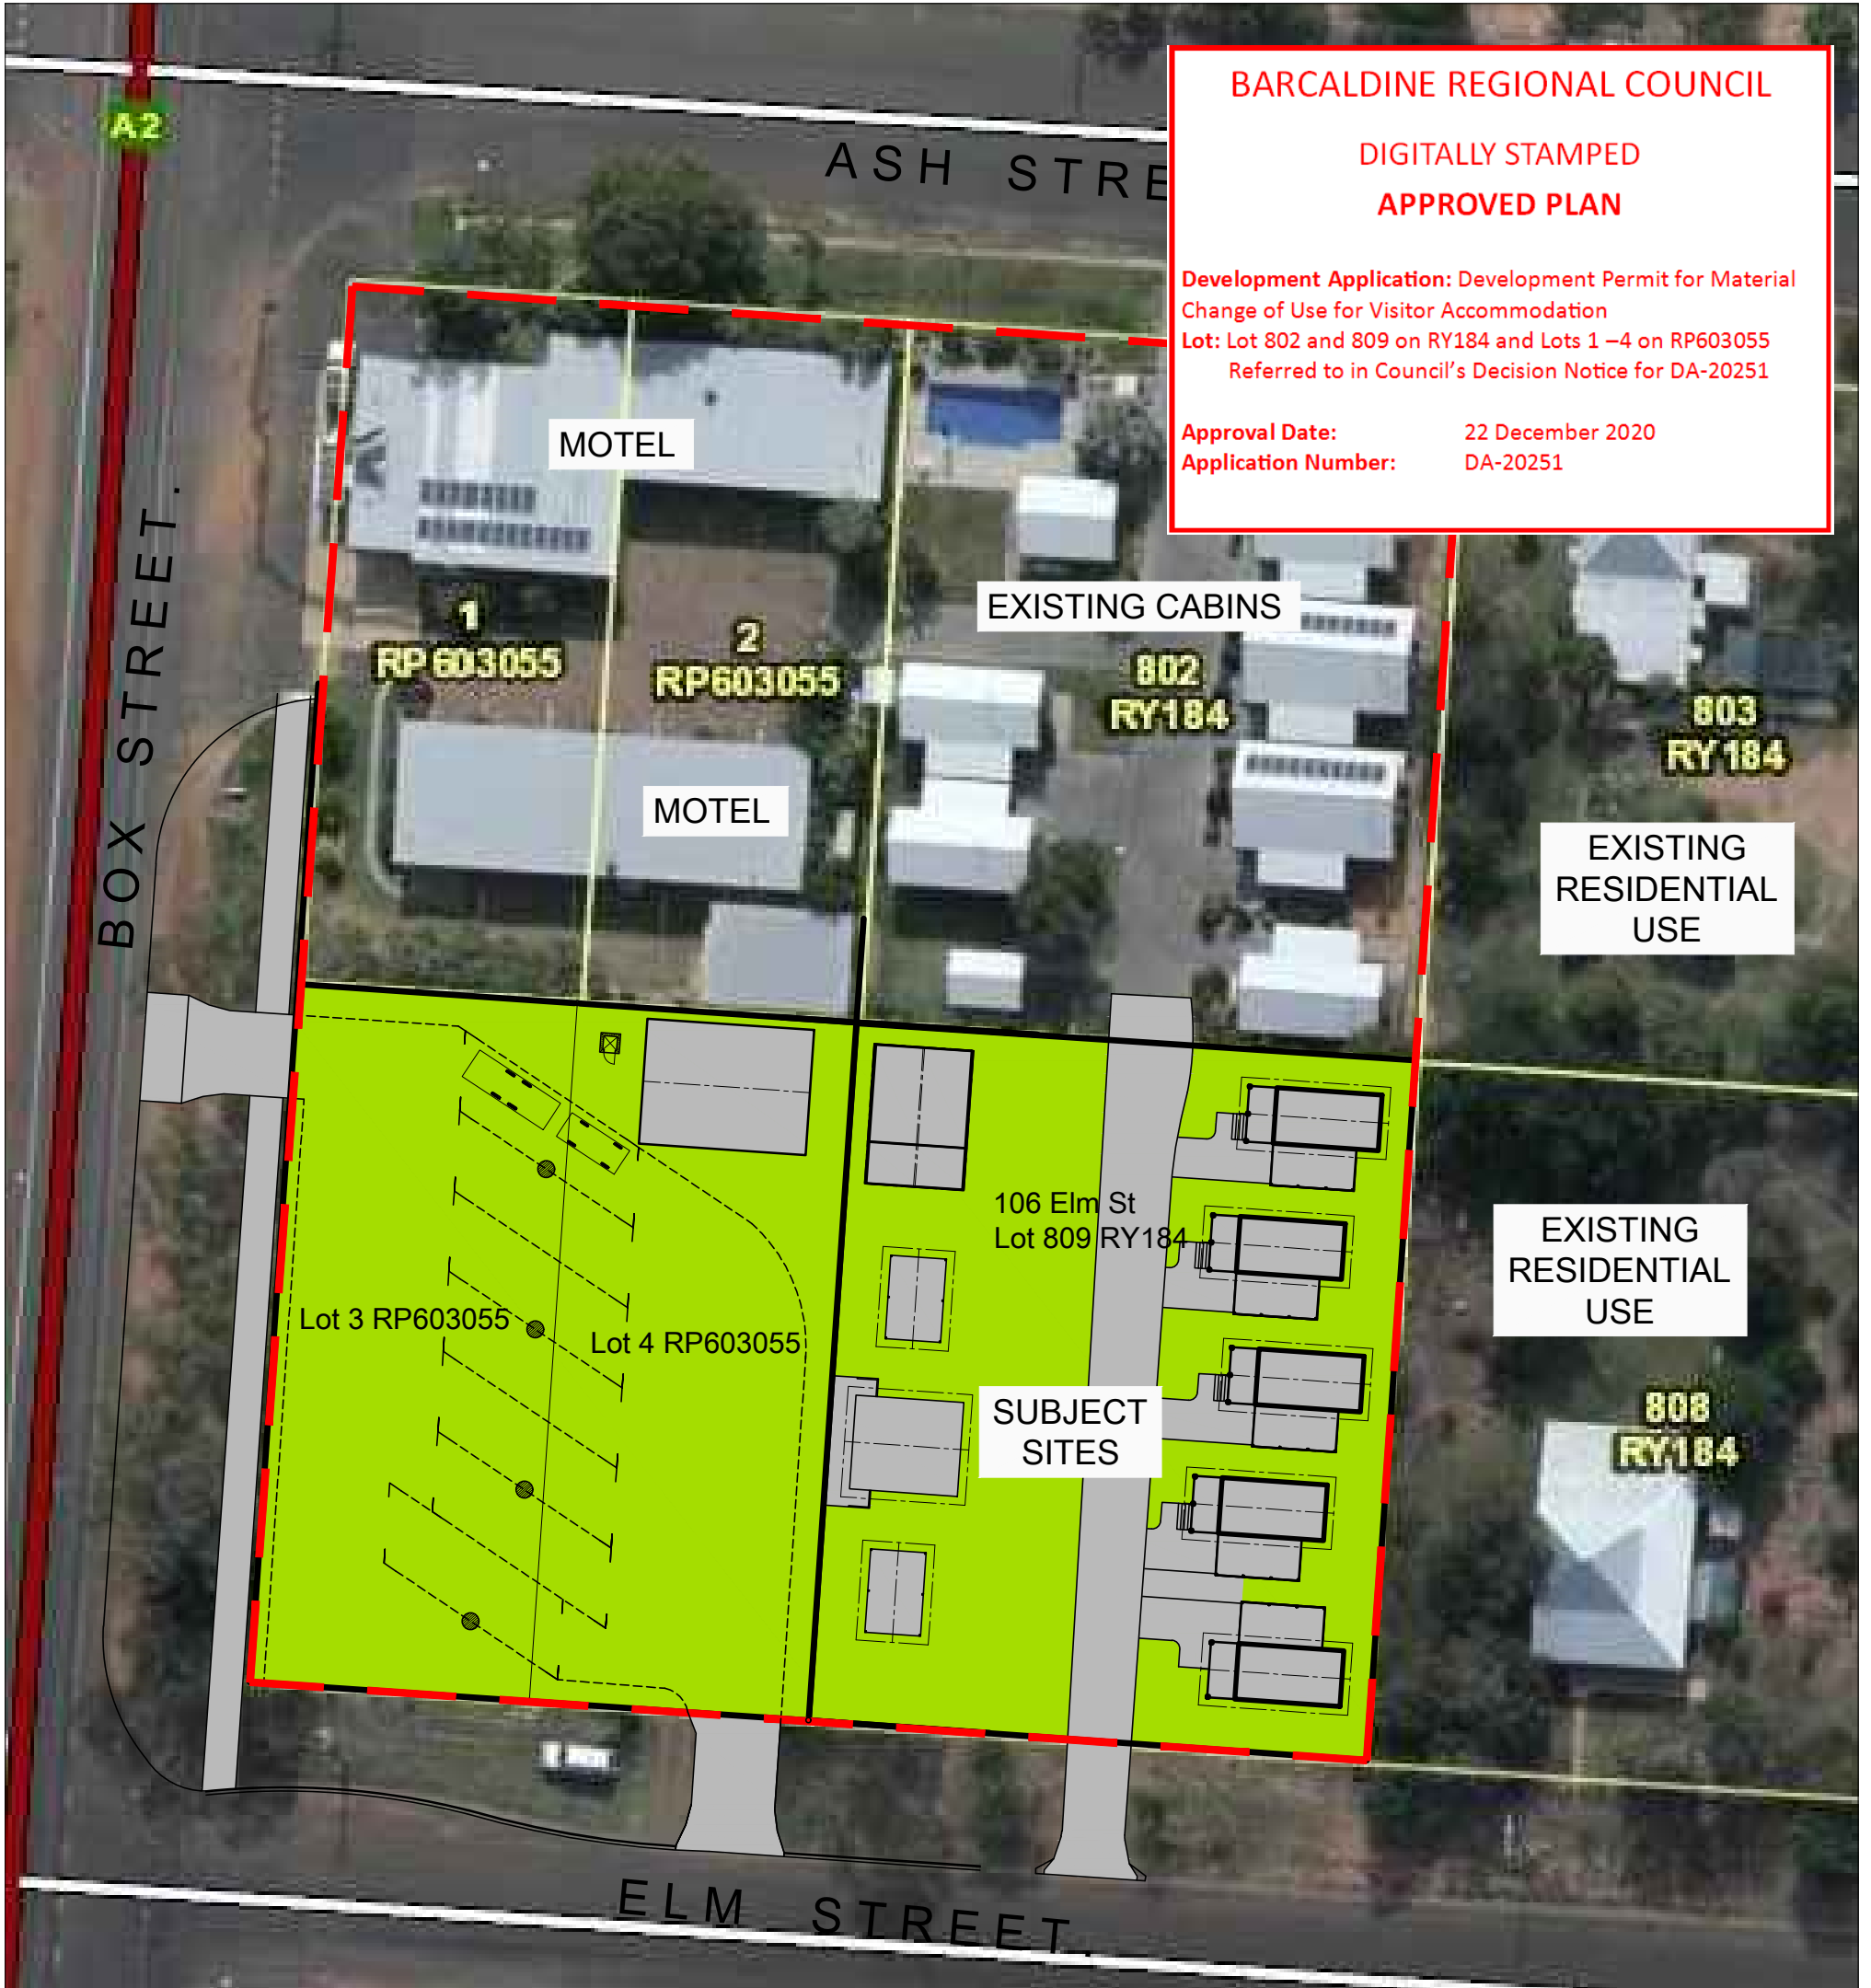 BARCALDINE REGIONAL COUNCIL
DIGITALLY STAMPED
APPROVED PLAN
Development Application: Development Permit for Material
Change of Use for Visitor Accommodation
Lot: Lot 802 and 809 on RY184 and Lots 1 –4 on RP603055
Referred to in Council's Decision Notice for DA-20251
Approval Date: 22 December 2020
Application Number: DA-20251
A2
ASH STRE
MOTEL
BOX STREET.
EXISTING CABINS
1
RP603055
2
RP603055
802
RY184
803
RY184
MOTEL
EXISTING
RESIDENTIAL
USE
106 Elm St
Lot 809 RY184
EXISTING
RESIDENTIAL
USE
Lot 3 RP603055
Lot 4 RP603055
SUBJECT
SITES
808
RY184
ELM STREET.